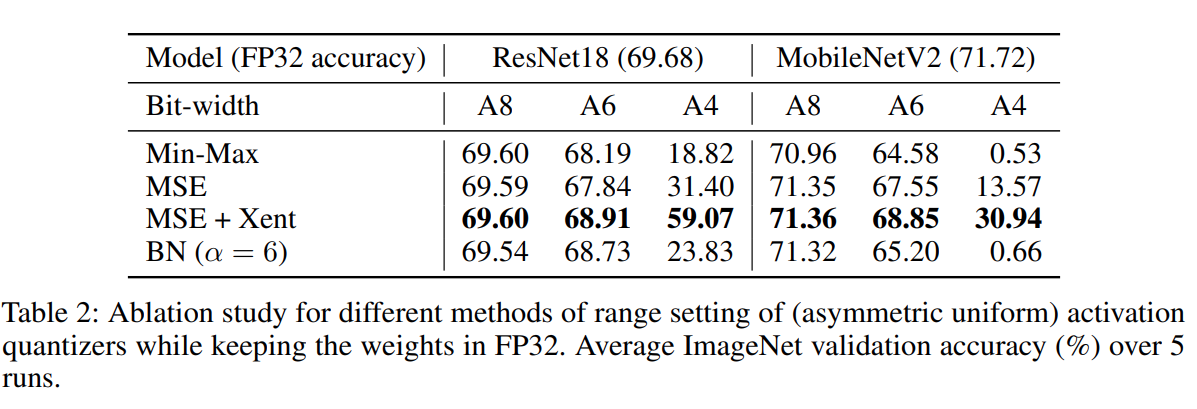 Model (FP32 accuracy) ResNet18 (69.68) MobileNetV2 (71.72)
Bit-width A8 A6 A4 A8 A6 A4
Min-Max 69.60 68.19 18.82 70.96 64.58 0.53
MSE 69.59 67.84 31.40 71.35 67.55 13.57
MSE + Xent 69.60 68.91 59.07 71.36 68.85 30.94
BN (α = 6) 69.54 68.73 23.83 71.32 65.20 0.66
Table 2: Ablation study for different methods of range setting of (asymmetric uniform) activation
quantizers while keeping the weights in FP32. Average ImageNet validation accuracy (%) over 5
runs.